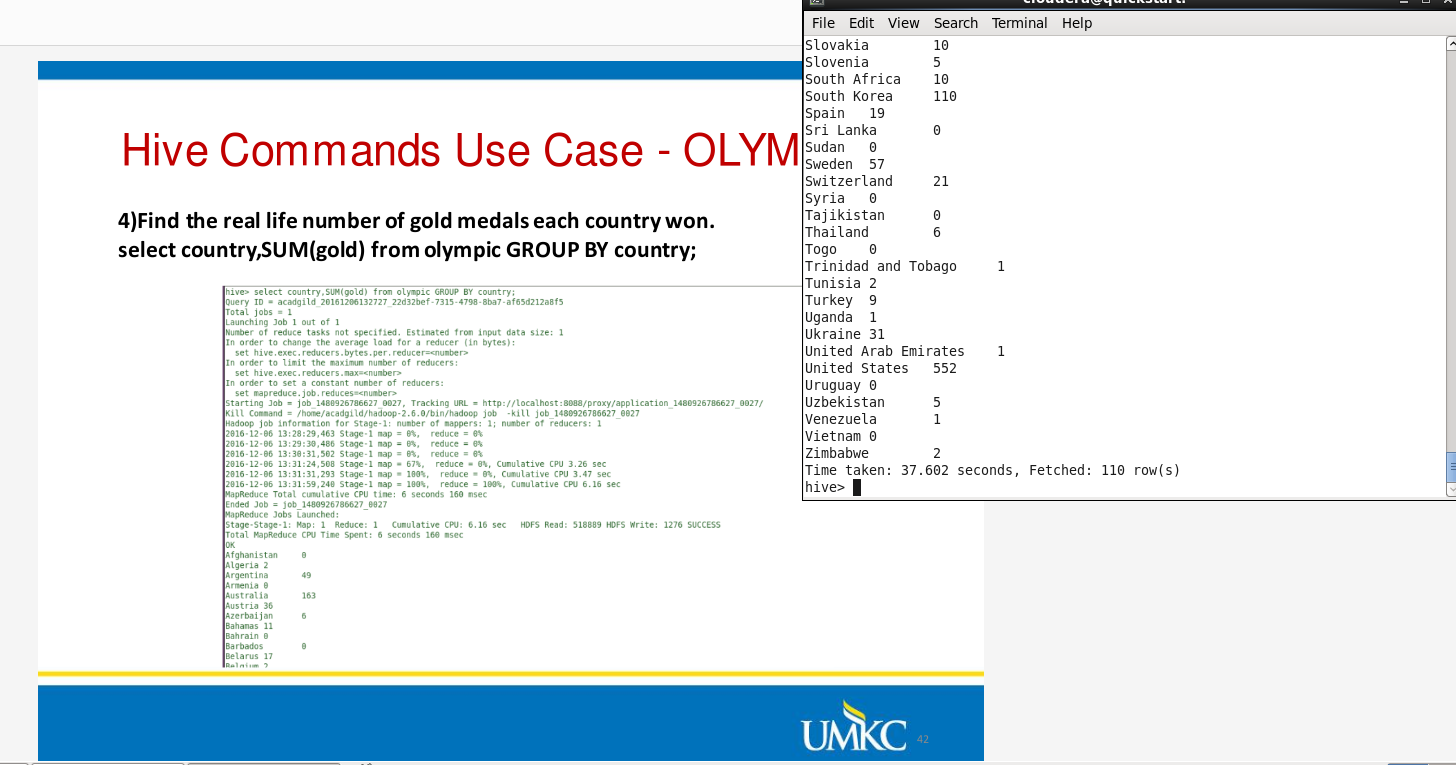 Hive Commands Use Case - OLYM
4)Find the real life number of gold medals each country won.
select country,SUM(gold) from olympic GROUP BY country;
hive> select country,SUM(gold) from olympic GROUP BY country;
Query ID = acadgild_20161206132727_22d32bef-7315-4798-8ba7-af65d212a8f5
Total jobs = 1
Launching Job 1 out of 1
Number of reduce tasks not specified. Estimated from input data size: 1
In order to change the average load for a reducer (in bytes):
set hive.exec.reducers.bytes.per.reducer=<number>
In order to limit the maximum number of reducers:
set hive.exec.reducers.max=<number>
In order to set a constant number of reducers:
set mapreduce.job.reduces=<number>
Starting Job = job_1480926786627_0027, Tracking URL = http://localhost:8088/proxy/application_1480926786627_0027/
Kill Command = /home/acadgild/hadoop-2.6.0/bin/hadoop job  -kill job_1480926786627_0027
Hadoop job information for Stage-1: number of mappers: 1; number of reducers: 1
2016-12-06 13:28:29,463 Stage-1 map = 0%,  reduce = 0%
2016-12-06 13:29:30,486 Stage-1 map = 0%,  reduce = 0%
2016-12-06 13:30:31,502 Stage-1 map = 0%,  reduce = 0%
2016-12-06 13:31:24,508 Stage-1 map = 67%,  reduce = 0%, Cumulative CPU 3.26 sec
2016-12-06 13:31:31,293 Stage-1 map = 100%,  reduce = 0%, Cumulative CPU 3.47 sec
2016-12-06 13:31:59,240 Stage-1 map = 100%,  reduce = 100%, Cumulative CPU 6.16 sec
MapReduce Total cumulative CPU time: 6 seconds 160 msec
Ended Job = job_1480926786627_0027
MapReduce Jobs Launched:
Stage-Stage-1: Map: 1  Reduce: 1   Cumulative CPU: 6.16 sec   HDFS Read: 518889 HDFS Write: 1276 SUCCESS
Total MapReduce CPU Time Spent: 6 seconds 160 msec
OK
Afghanistan 0
Algeria 2
Argentina 49
Armenia 0
Australia 163
Austria 36
Azerbaijan 6
Bahamas 11
Bahrain 0
Barbados 0
Belarus 17
Belgium 2
UMKC
42
cloudera@quickstart:
File Edit View Search Terminal Help
Slovakia 10
Slovenia 5
South Africa 10
South Korea 110
Spain 19
Sri Lanka 0
Sudan 0
Sweden 57
Switzerland 21
Syria 0
Tajikistan 0
Thailand 6
Togo 0
Trinidad and Tobago 1
Tunisia 2
Turkey 9
Uganda 1
Ukraine 31
United Arab Emirates 1
United States 552
Uruguay 0
Uzbekistan 5
Venezuela 1
Vietnam 0
Zimbabwe 2
Time taken: 37.602 seconds, Fetched: 110 row(s)
hive>